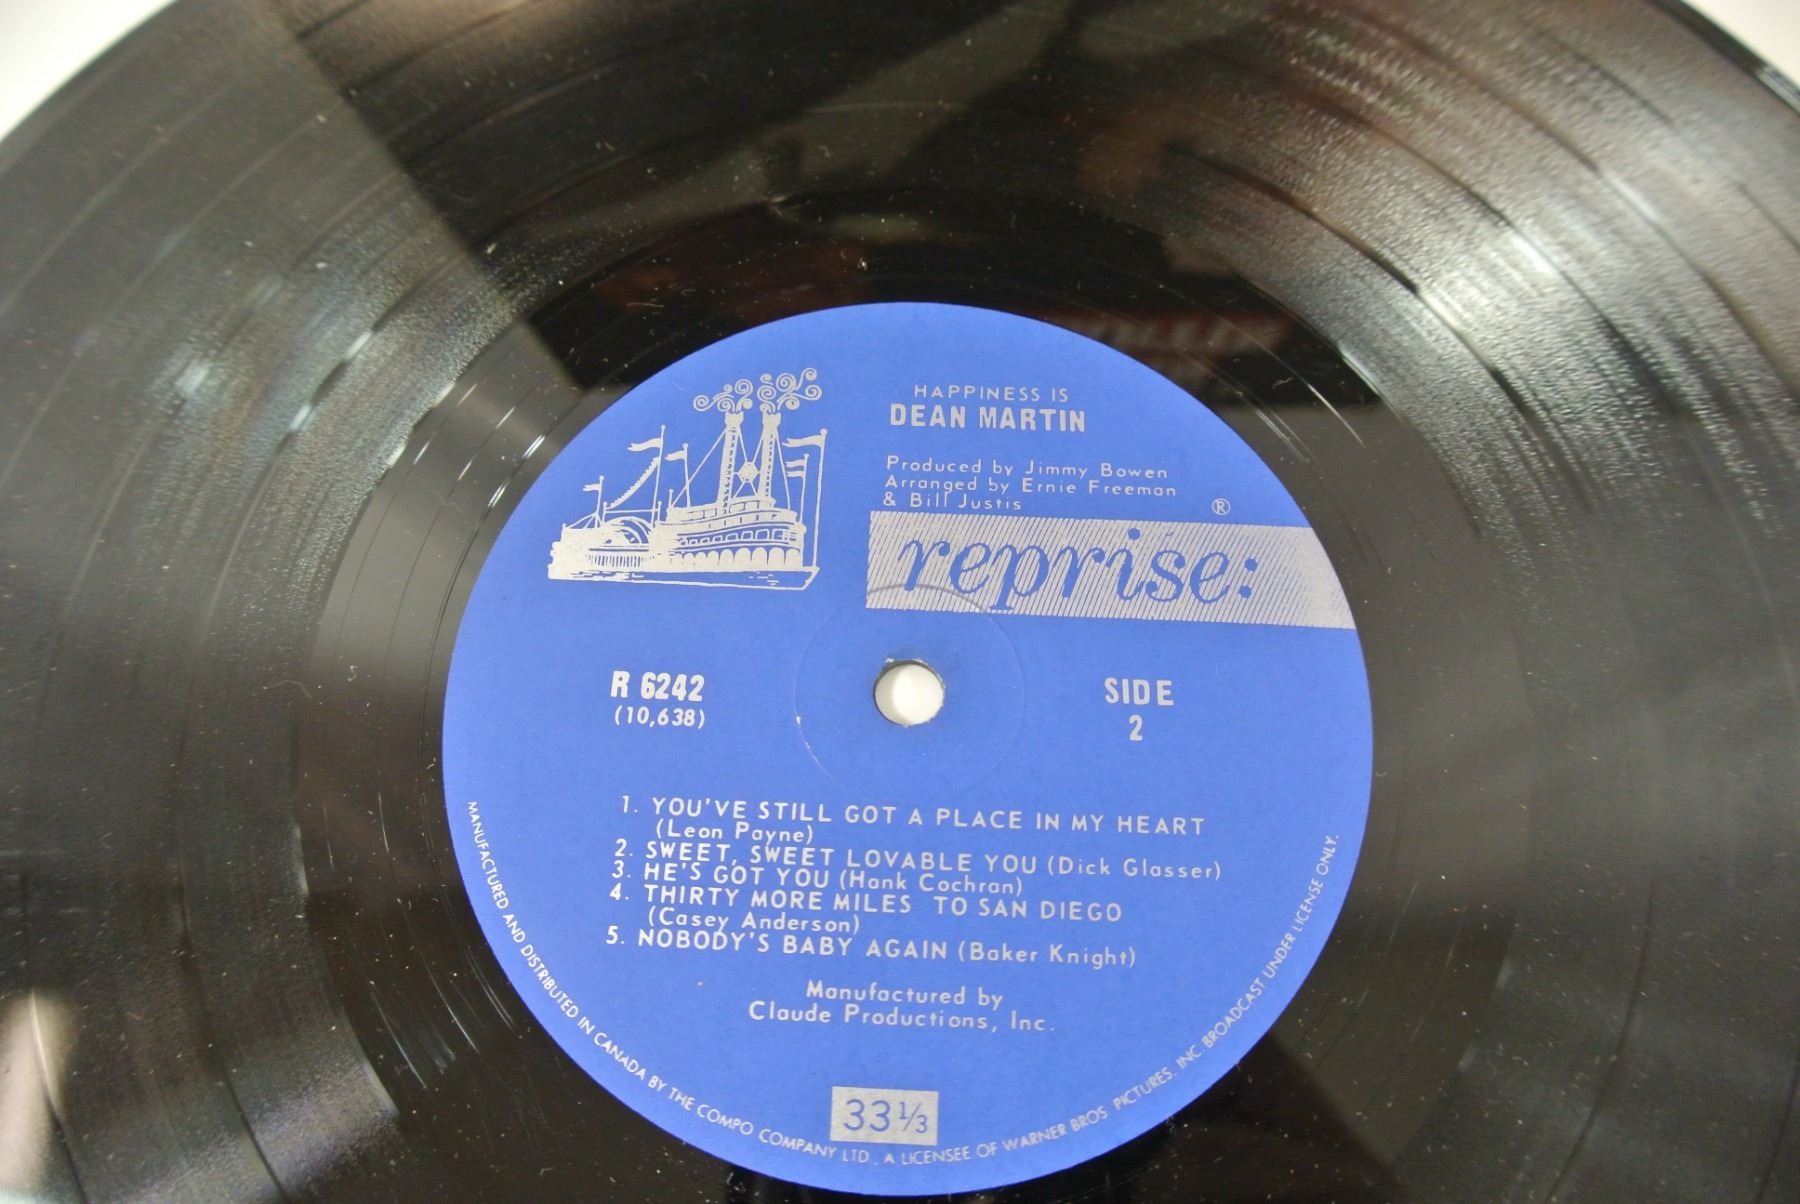 HAPPINESS IS
DEAN MARTIN
Produced by Jimmy Bowen
Arranged by Ernie Freeman
& Bill Justis
®
reprise:
R 6242
(10,638)
SIDE
2
1. YOU'VE STILL GOT A PLACE IN MY HEART
(Leon Payne)
2. SWEET, SWEET LOVABLE YOU (Dick Glasser)
3. HE'S GOT YOU (Hank Cochran)
4. THIRTY MORE MILES TO SAN DIEGO
(Casey Anderson)
5. NOBODY'S BABY AGAIN (Baker Knight)
Manufactured by
Claude Productions, Inc.
33 1/3
MANUFACTURED AND DISTRIBUTED IN CANADA BY THE COMPO COMPANY LTD., A LICENSEE OF WARNER BROS PICTURES, INC. BROADCAST UNDER LICENSE ONLY.